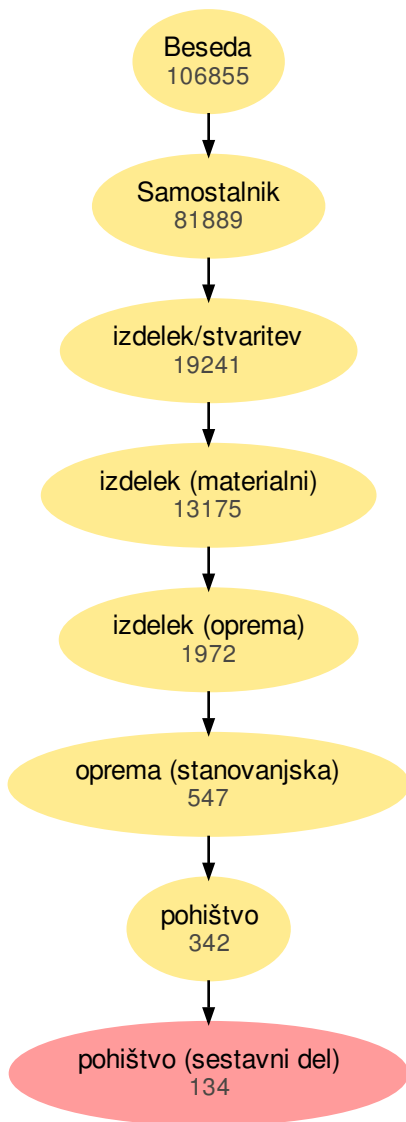 Beseda
106855
Samostalnik
81889
izdelek/stvaritev
19241
izdelek (materialni)
13175
izdelek (oprema)
1972
oprema (stanovanjska)
547
pohištvo
342
pohištvo (sestavni del)
134